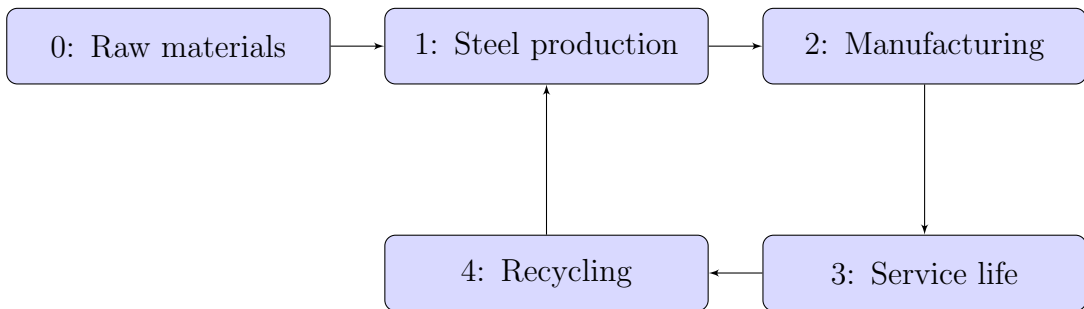 0: Raw materials
1: Steel production
2: Manufacturing
4: Recycling
3: Service life